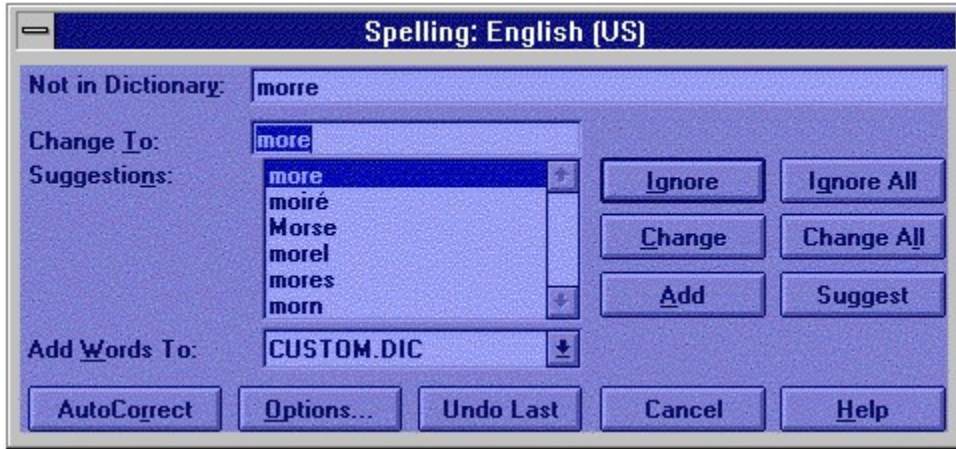 Spelling: English (US)
Not in Dictionary: morre
Change To: more
Suggestions: more
moiré
Morse
morel
mores
morn
Ignore Ignore All
Change Change All
Add Suggest
Add Words To: CUSTOM.DIC
AutoCorrect Options... Undo Last Cancel Help